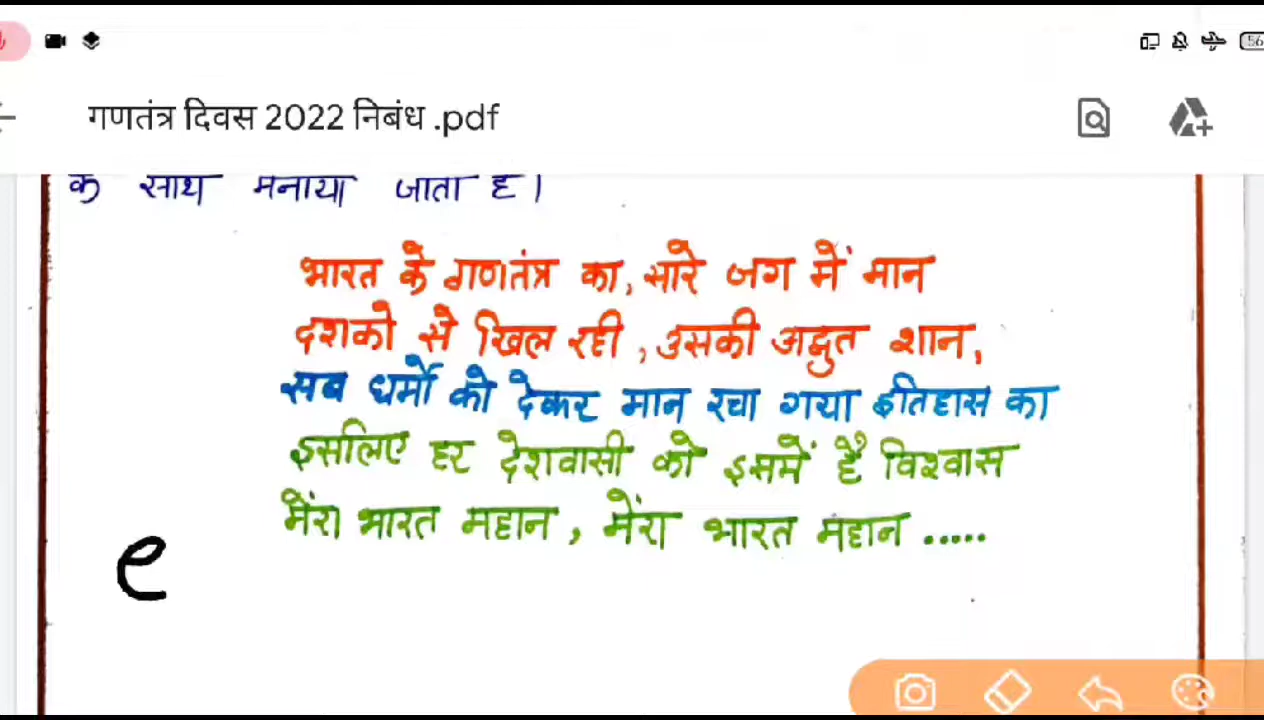 56
गणतंत्र दिवस 2022 निबंध .pdf
के साथ मनाया जाता है।
भारत के गणतंत्र का, सारे जग में मान
दशको से खिल रही, उसकी अद्भुत शान,
सब धर्मो को देकर मान रचा गया इतिहास का
इसलिए हर देशवासी को इसमें है विश्वास
मेंरा भारत महान, मेंरा भारत महान .....
e